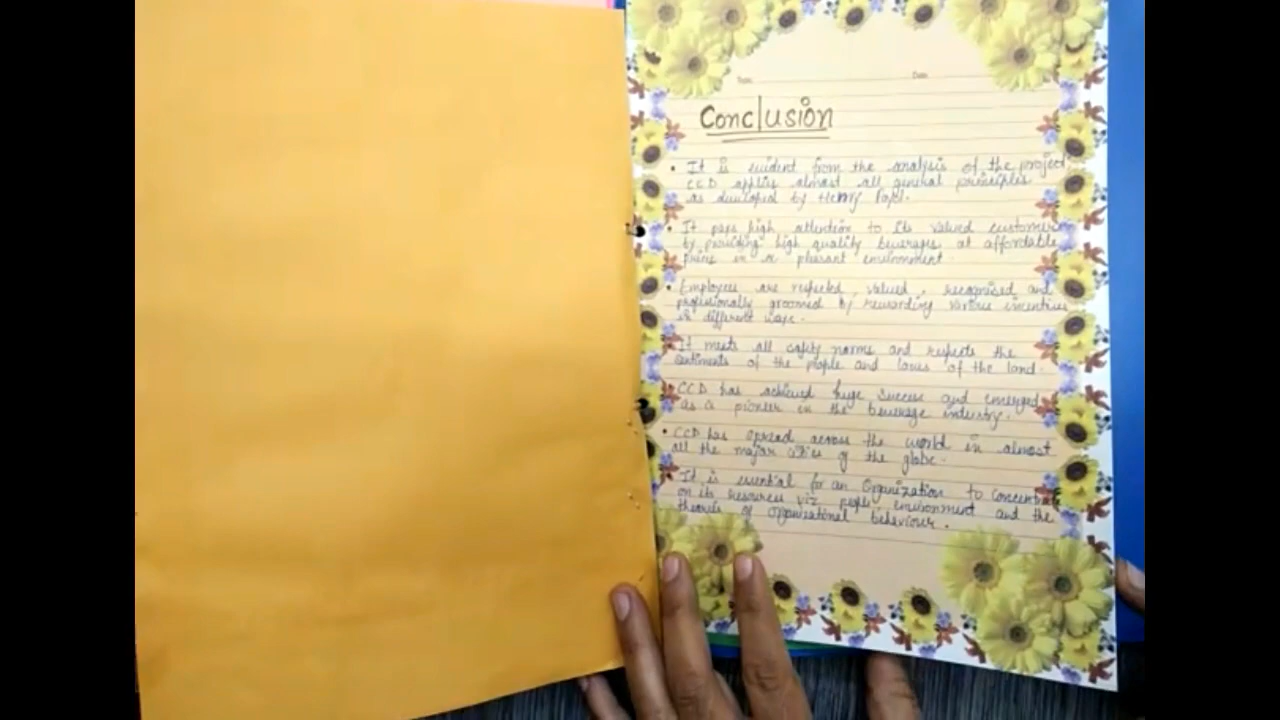 Topic: Date:
Conclusion
• It is evident from the analysis of the project
CCD applies almost all general principles
as developed by Henry Fayol.
• It pays high attention to its valued customers
by providing high quality beverages at affordable
prices in a pleasant environment.
• Employees are respected, valued, recognised and
professionally groomed by rewarding various incentives
in different ways.
• It meets all safety norms and respects the
sentiments of the people and laws of the land.
• CCD has achieved huge success and emerged
as a pioneer in the beverage industry.
• CCD has spread across the world in almost
all the major cities of the globe.
It is essential for an Organization to concentrate
on its resources viz people, environment and the
theories of organizational behaviour.